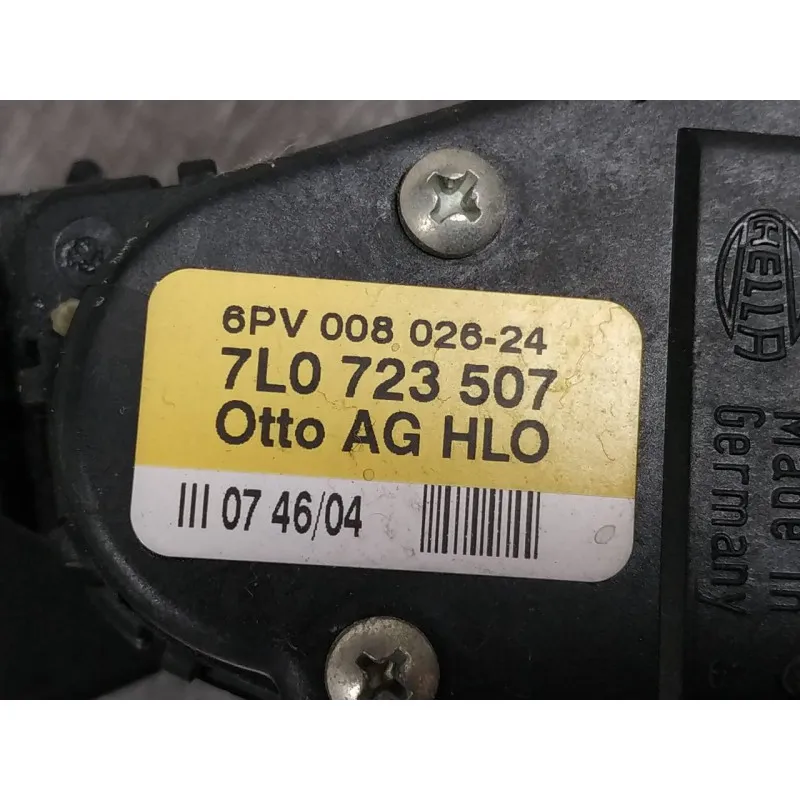 6PV 008 026-24
7L0 723 507
Otto AG HLO
III 07 46/04
HELLA
Made in
Germany